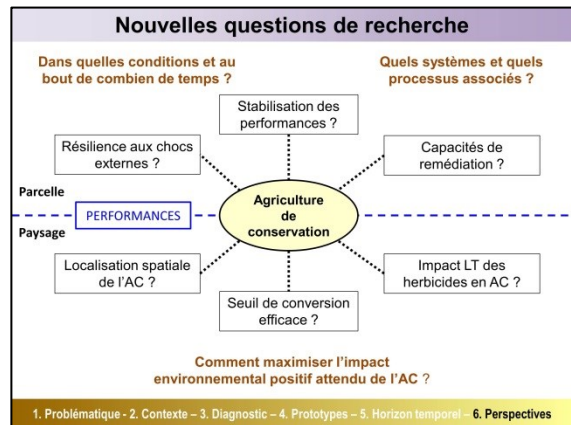 Nouvelles questions de recherche
Dans quelles conditions et au
bout de combien de temps ?
Quels systèmes et quels
processus associés ?
Stabilisation des
performances ?
Résilience aux chocs
externes ?
Capacités de
remédiation ?
Parcelle
PERFORMANCES
Paysage
Agriculture
de
conservation
Localisation spatiale
de l'AC ?
Impact LT des
herbicides en AC ?
Seuil de conversion
efficace ?
Comment maximiser l'impact
environnemental positif attendu de l'AC ?
1. Problématique - 2. Contexte – 3. Diagnostic – 4. Prototypes – 5. Horizon temporel – 6. Perspectives